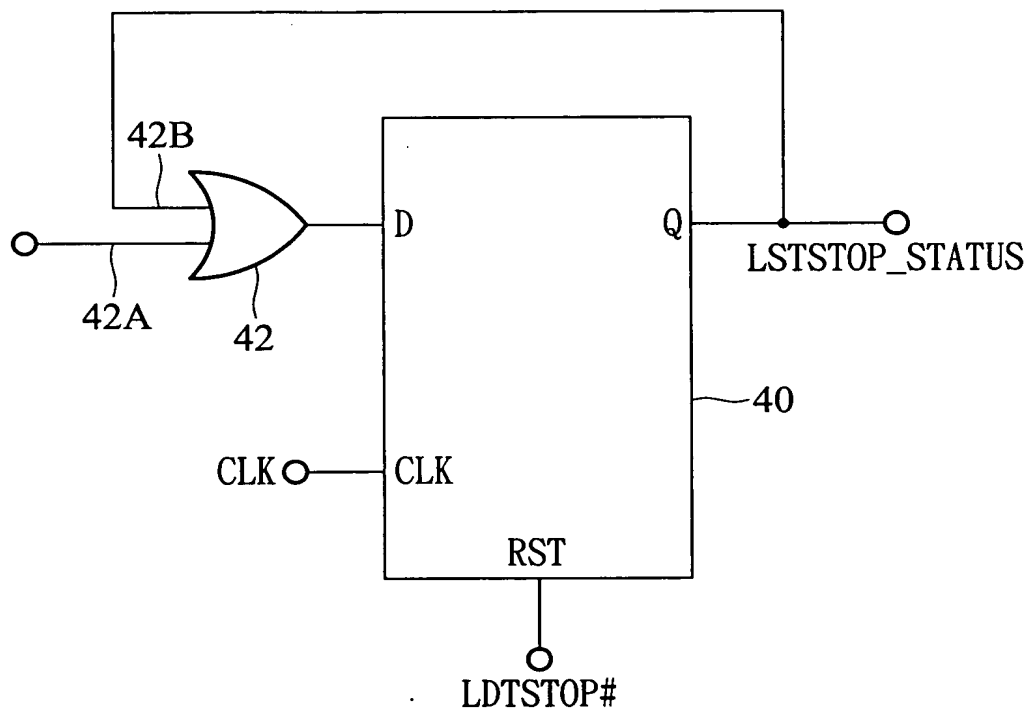 42B
D
Q
LSTSTOP_STATUS
42A
42
40
CLK
CLK
RST
LDTSTOP#